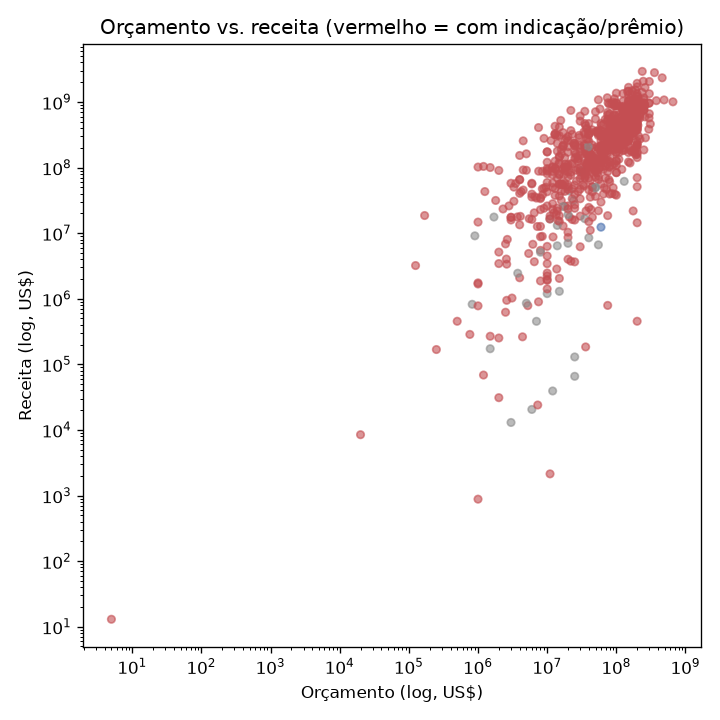 Orçamento vs. receita (vermelho = com indicação/prêmio)
Receita (log, US$)
10⁹
10⁸
10⁷
10⁶
10⁵
10⁴
10³
10²
10¹
10¹ 10² 10³ 10⁴ 10⁵ 10⁶ 10⁷ 10⁸ 10⁹
Orçamento (log, US$)